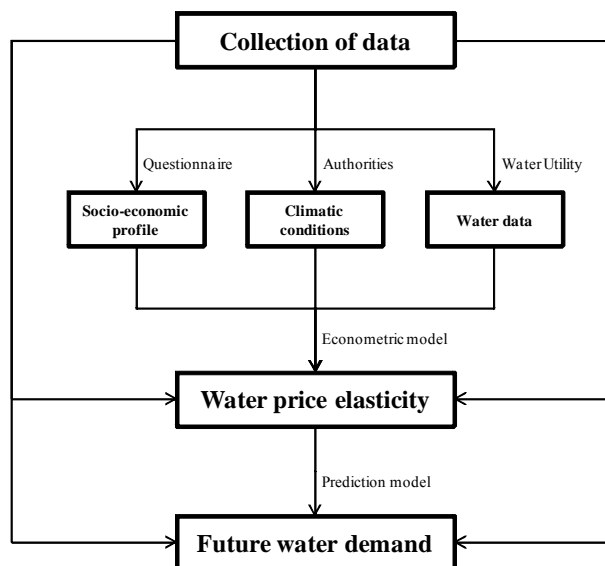 Collection of data
Questionnaire
Authorities
Water Utility
Socio-economic
profile
Climatic
conditions
Water data
Econometric model
Water price elasticity
Prediction model
Future water demand